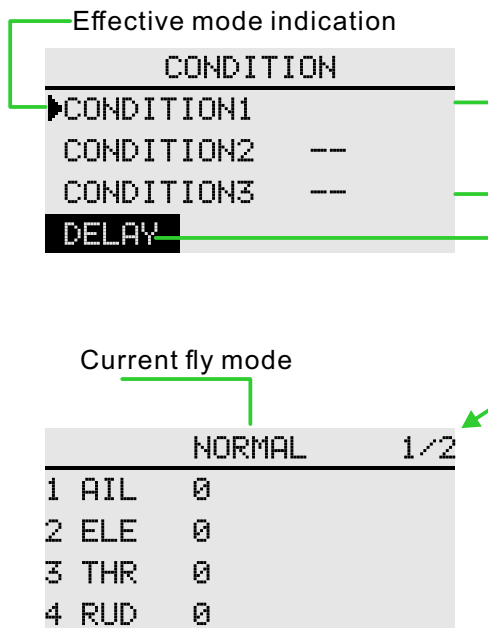 Effective mode indication
CONDITION
CONDITION1
CONDITION2 --
CONDITION3 --
DELAY
Current fly mode
NORMAL 1/2
1 AIL 0
2 ELE 0
3 THR 0
4 RUD 0